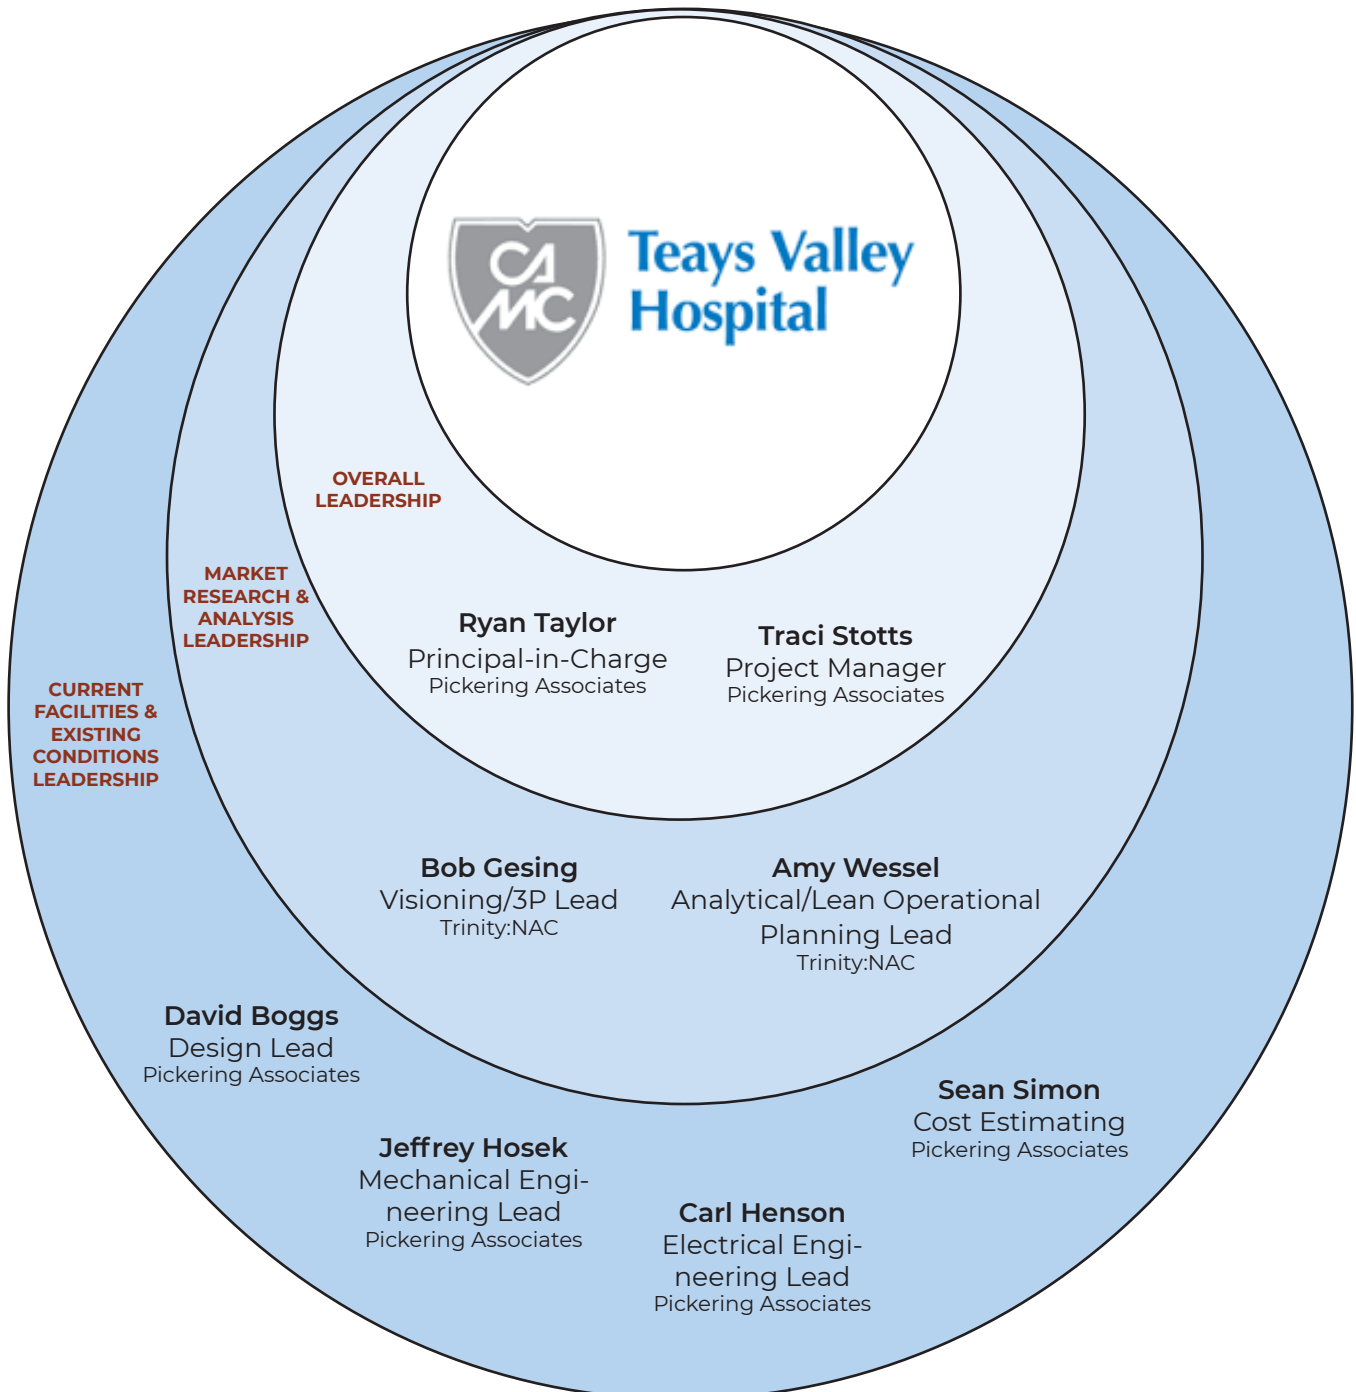 CA
MC
Teays Valley
Hospital
OVERALL
LEADERSHIP
MARKET
RESEARCH &
ANALYSIS
LEADERSHIP
CURRENT
FACILITIES &
EXISTING
CONDITIONS
LEADERSHIP
Ryan Taylor
Principal-in-Charge
Pickering Associates
Traci Stotts
Project Manager
Pickering Associates
Bob Gesing
Visioning/3P Lead
Trinity:NAC
Amy Wessel
Analytical/Lean Operational
Planning Lead
Trinity:NAC
David Boggs
Design Lead
Pickering Associates
Jeffrey Hosek
Mechanical Engi-
neering Lead
Pickering Associates
Carl Henson
Electrical Engi-
neering Lead
Pickering Associates
Sean Simon
Cost Estimating
Pickering Associates